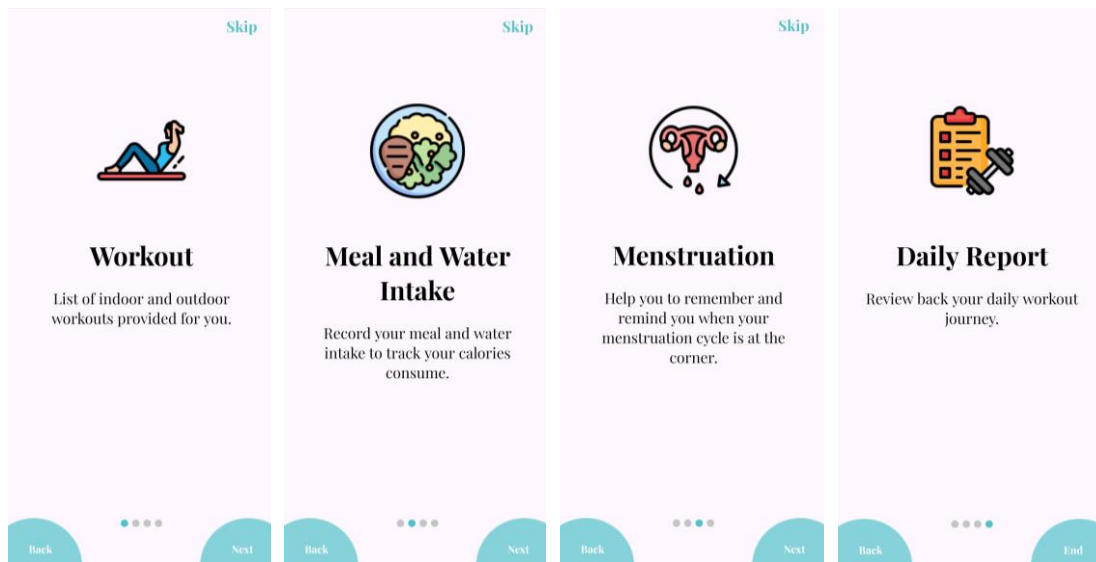 Skip
Workout
List of indoor and outdoor
workouts provided for you.
Back
Next
Skip
Meal and Water
Intake
Record your meal and water
intake to track your calories
consume.
Back
Next
Skip
Menstruation
Help you to remember and
remind you when your
menstruation cycle is at the
corner.
Back
Next
Daily Report
Review back your daily workout
journey.
Back
End